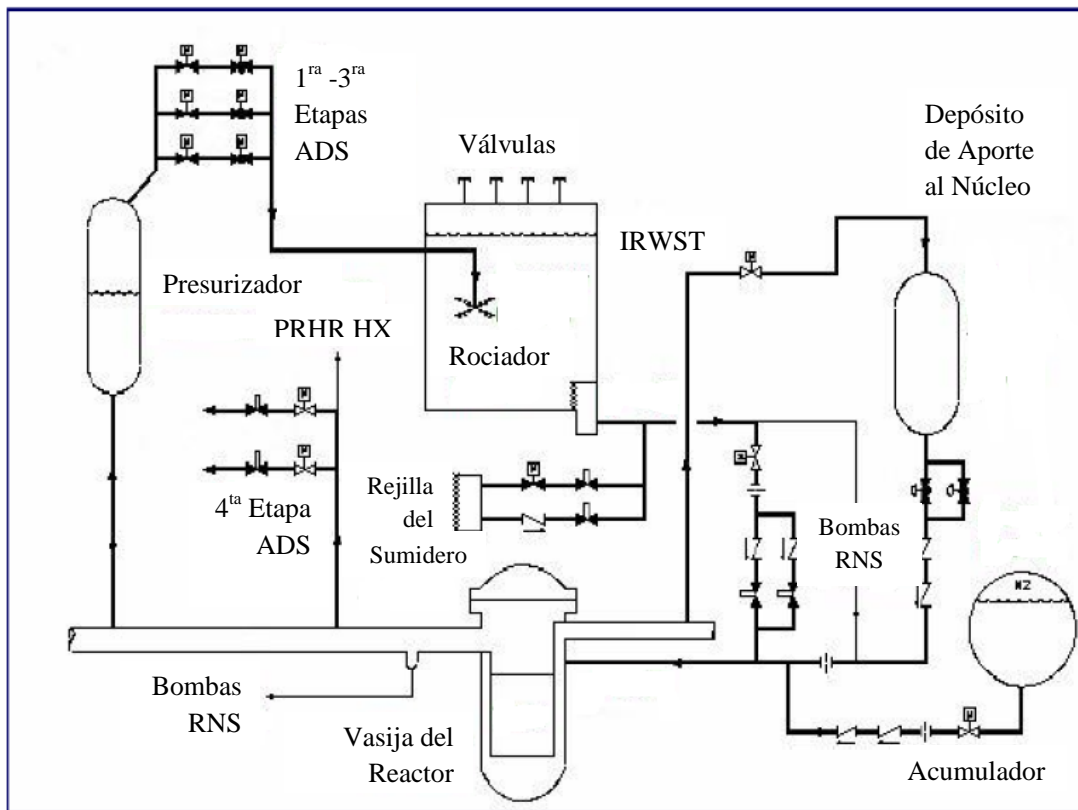 1ra -3ra
Etapas
ADS
Válvulas
Depósito
de Aporte
al Núcleo
IRWST
Presurizador
PRHR HX
Rociador
4ta Etapa
ADS
Rejilla
del
Sumidero
Bombas
RNS
N2
Bombas
RNS
Vasija del
Reactor
Acumulador